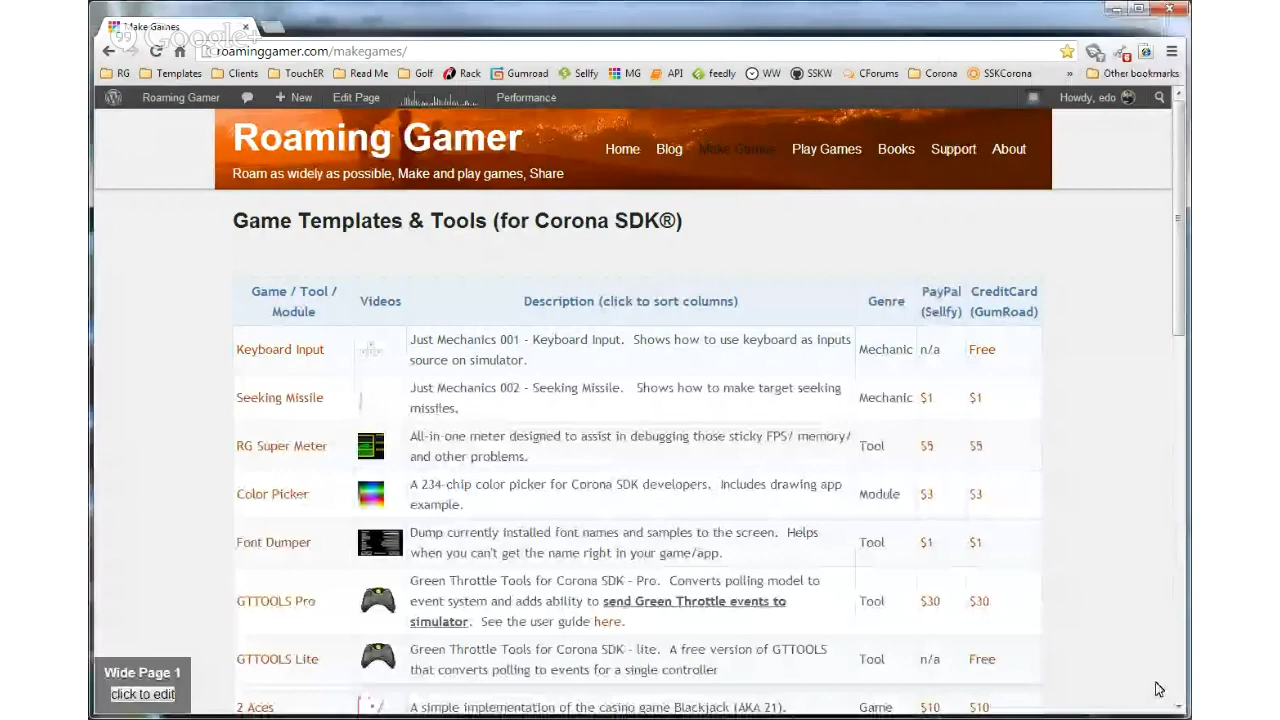 Make Games
Google+
roaminggamer.com/makegames/
RG Templates Clients TouchER Read Me Golf Rack Gumroad Sellfy MG API feedly WW SSKW CForums Corona SSKCorona » Other bookmarks
Roaming Gamer + New Edit Page Performance Howdy, edo
Roaming Gamer
Home Blog Make Games Play Games Books Support About
Roam as widely as possible, Make and play games, Share
Game Templates & Tools (for Corona SDK®)
Game / Tool / Module Videos Description (click to sort columns) Genre PayPal (Sellfy) CreditCard (GumRoad)
Keyboard Input Just Mechanics 001 - Keyboard Input. Shows how to use keyboard as inputs Mechanic n/a Free
source on simulator.
Seeking Missile Just Mechanics 002 - Seeking Missile. Shows how to make target seeking Mechanic $1 $1
missiles.
RG Super Meter All-in-one meter designed to assist in debugging those sticky FPS/ memory/ Tool $5 $5
and other problems.
Color Picker A 234-chip color picker for Corona SDK developers. Includes drawing app Module $3 $3
example.
Font Dumper Dump currently installed font names and samples to the screen. Helps Tool $1 $1
when you can't get the name right in your game/app.
Green Throttle Tools for Corona SDK - Pro. Converts polling model to
GTTOOLS Pro event system and adds ability to send Green Throttle events to Tool $30 $30
simulator. See the user guide here.
GTTOOLS Lite Green Throttle Tools for Corona SDK - lite. A free version of GTTOOLS Tool n/a Free
that converts polling to events for a single controller
2 Aces A simple implementation of the casing game Blackjack (AKA 21). Game $10 $10
Wide Page 1
click to edit